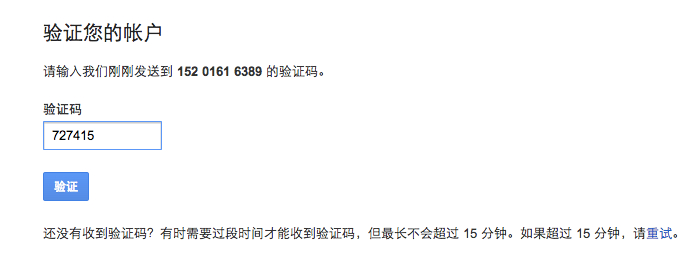 验证您的帐户
请输入我们刚刚发送到 152 0161 6389 的验证码。
验证码
727415
验证
还没有收到验证码？有时需要过段时间才能收到验证码，但最长不会超过 15 分钟。如果超过 15 分钟，请重试。